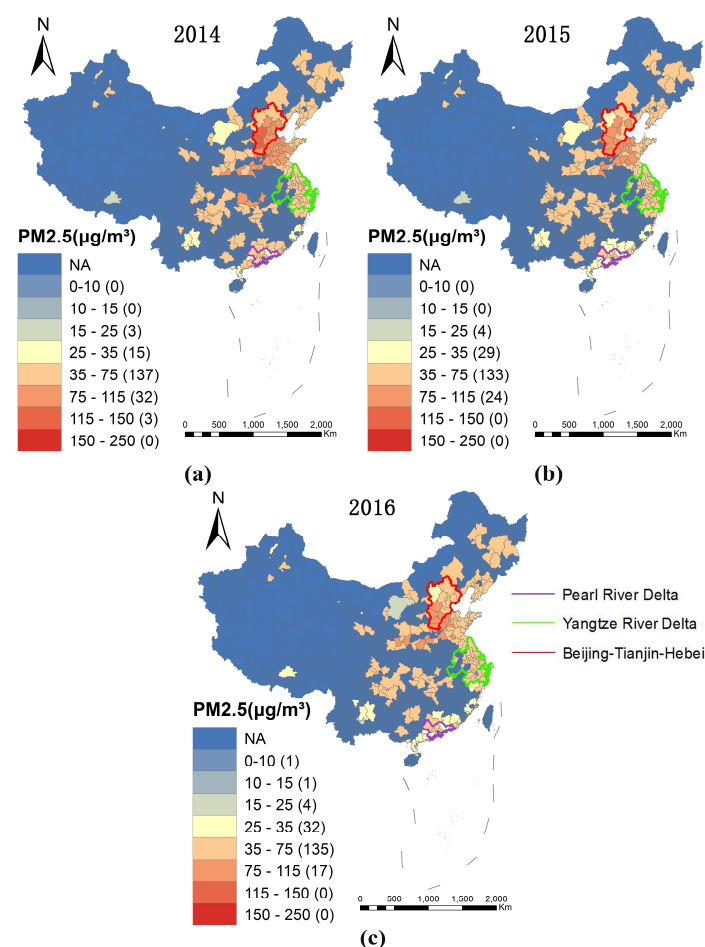 N
2014
PM2.5(µg/m³)
NA
0-10 (0)
10 - 15 (0)
15 - 25 (3)
25 - 35 (15)
35 - 75 (137)
75 - 115 (32)
115 - 150 (3)
150 - 250 (0)
0 500 1,000 1,500 2,000
Km
(a)
N
2015
PM2.5(µg/m³)
NA
0-10 (0)
10 - 15 (0)
15 - 25 (4)
25 - 35 (29)
35 - 75 (133)
75 - 115 (24)
115 - 150 (0)
150 - 250 (0)
0 500 1,000 1,500 2,000
Km
(b)
N
2016
Pearl River Delta
Yangtze River Delta
Beijing-Tianjin-Hebei
PM2.5(µg/m³)
NA
0-10 (1)
10 - 15 (1)
15 - 25 (4)
25 - 35 (32)
35 - 75 (135)
75 - 115 (17)
115 - 150 (0)
150 - 250 (0)
0 500 1,000 1,500 2,000
Km
(c)